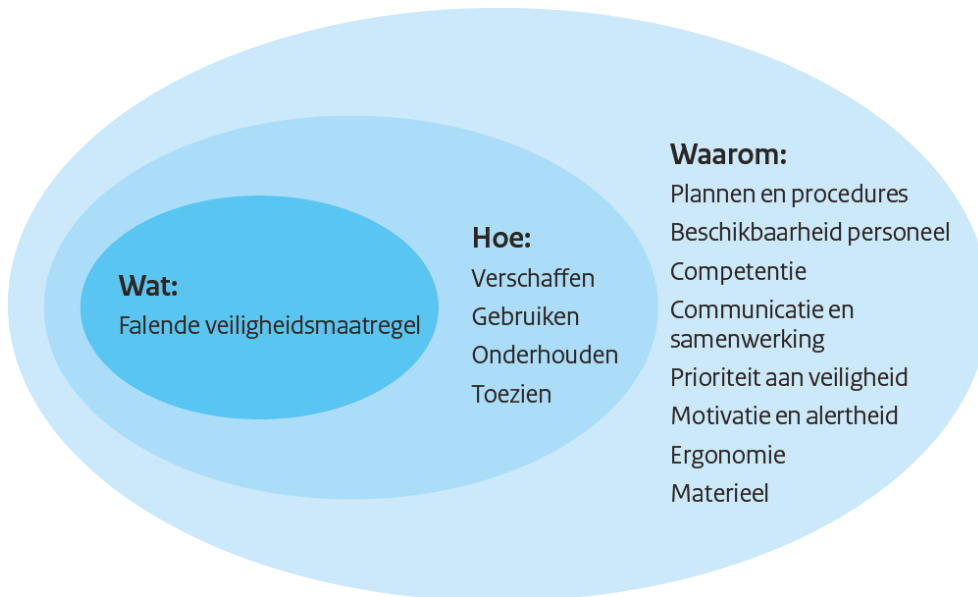 Wat:
Falende veiligheidsmaatregel
Hoe:
Verschaffen
Gebruiken
Onderhouden
Toezien
Waarom:
Plannen en procedures
Beschikbaarheid personeel
Competentie
Communicatie en
samenwerking
Prioriteit aan veiligheid
Motivatie en alertheid
Ergonomie
Materieel